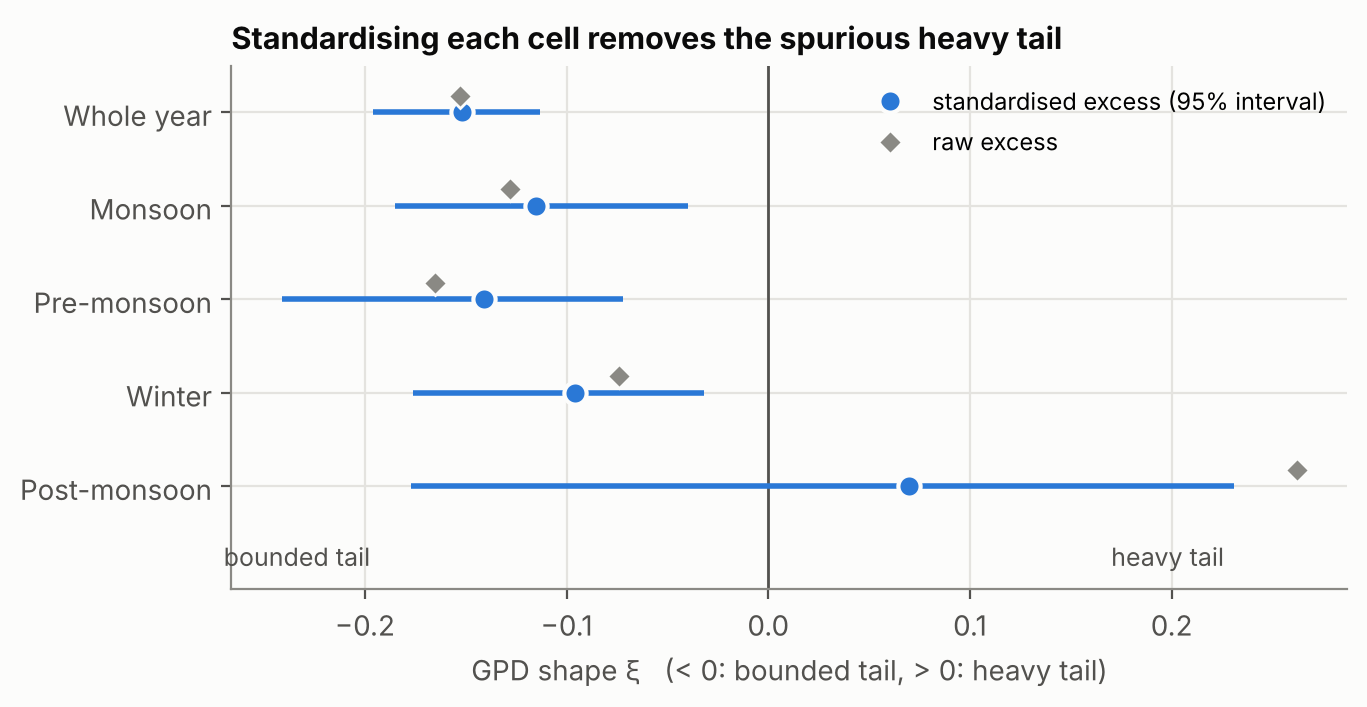 Standardising each cell removes the spurious heavy tail
standardised excess (95% interval)
raw excess
Whole year
Monsoon
Pre-monsoon
Winter
Post-monsoon
bounded tail
heavy tail
−0.2
−0.1
0.0
0.1
0.2
GPD shape ξ (< 0: bounded tail, > 0: heavy tail)